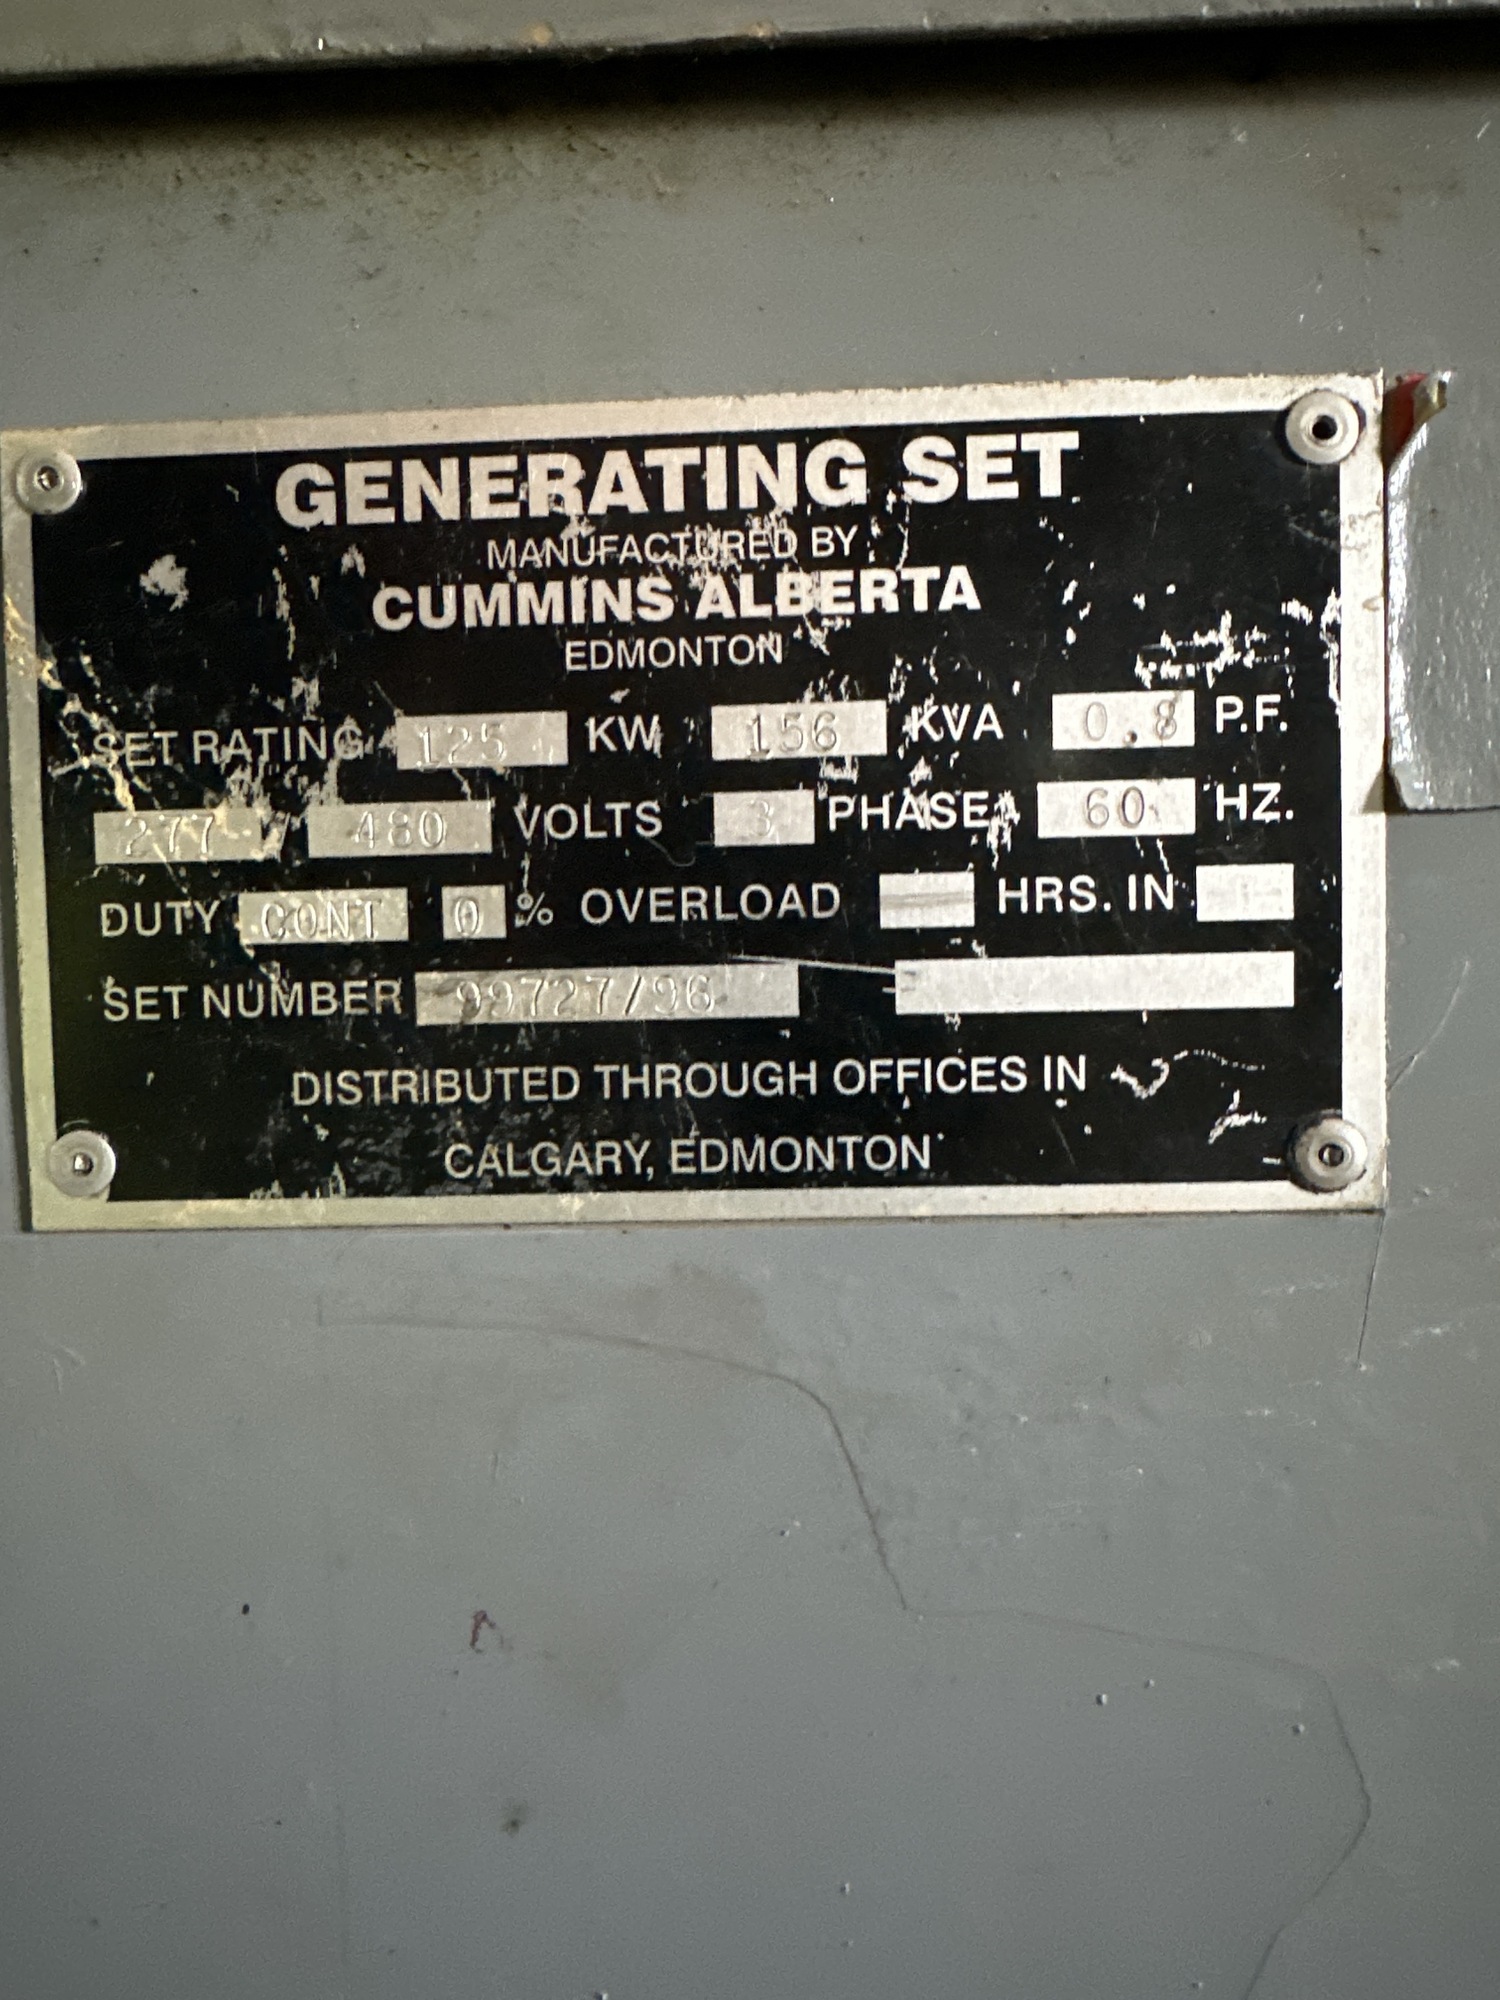 GENERATING SET
MANUFACTURED BY
CUMMINS ALBERTA
EDMONTON
SET RATING 125 KW 156 KVA 0.8 P.F.
277 / 480 VOLTS 3 PHASE 60 HZ.
DUTY CONT 0 % OVERLOAD HRS. IN
SET NUMBER 99727/96
DISTRIBUTED THROUGH OFFICES IN
CALGARY, EDMONTON